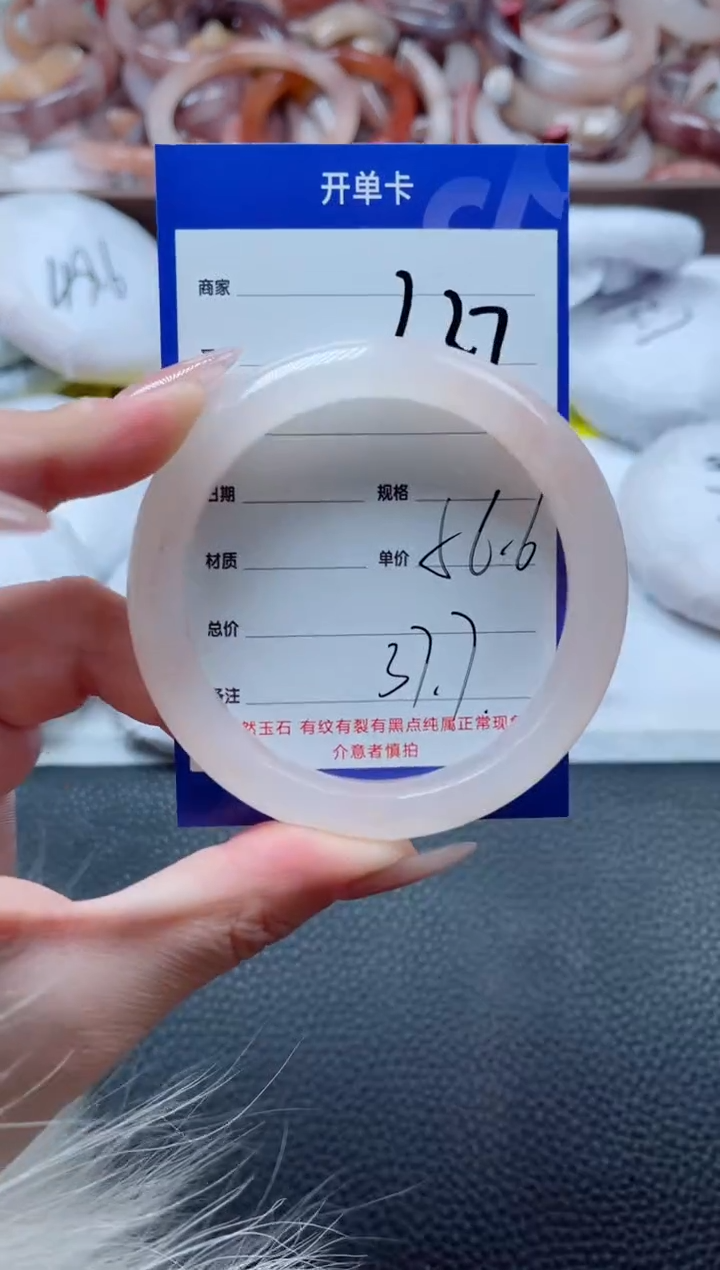 开单卡
商家
127
日期 规格
材质 单价 56.6
总价
37.7
备注
然玉石 有纹有裂有黑点纯属正常现象
介意者慎拍